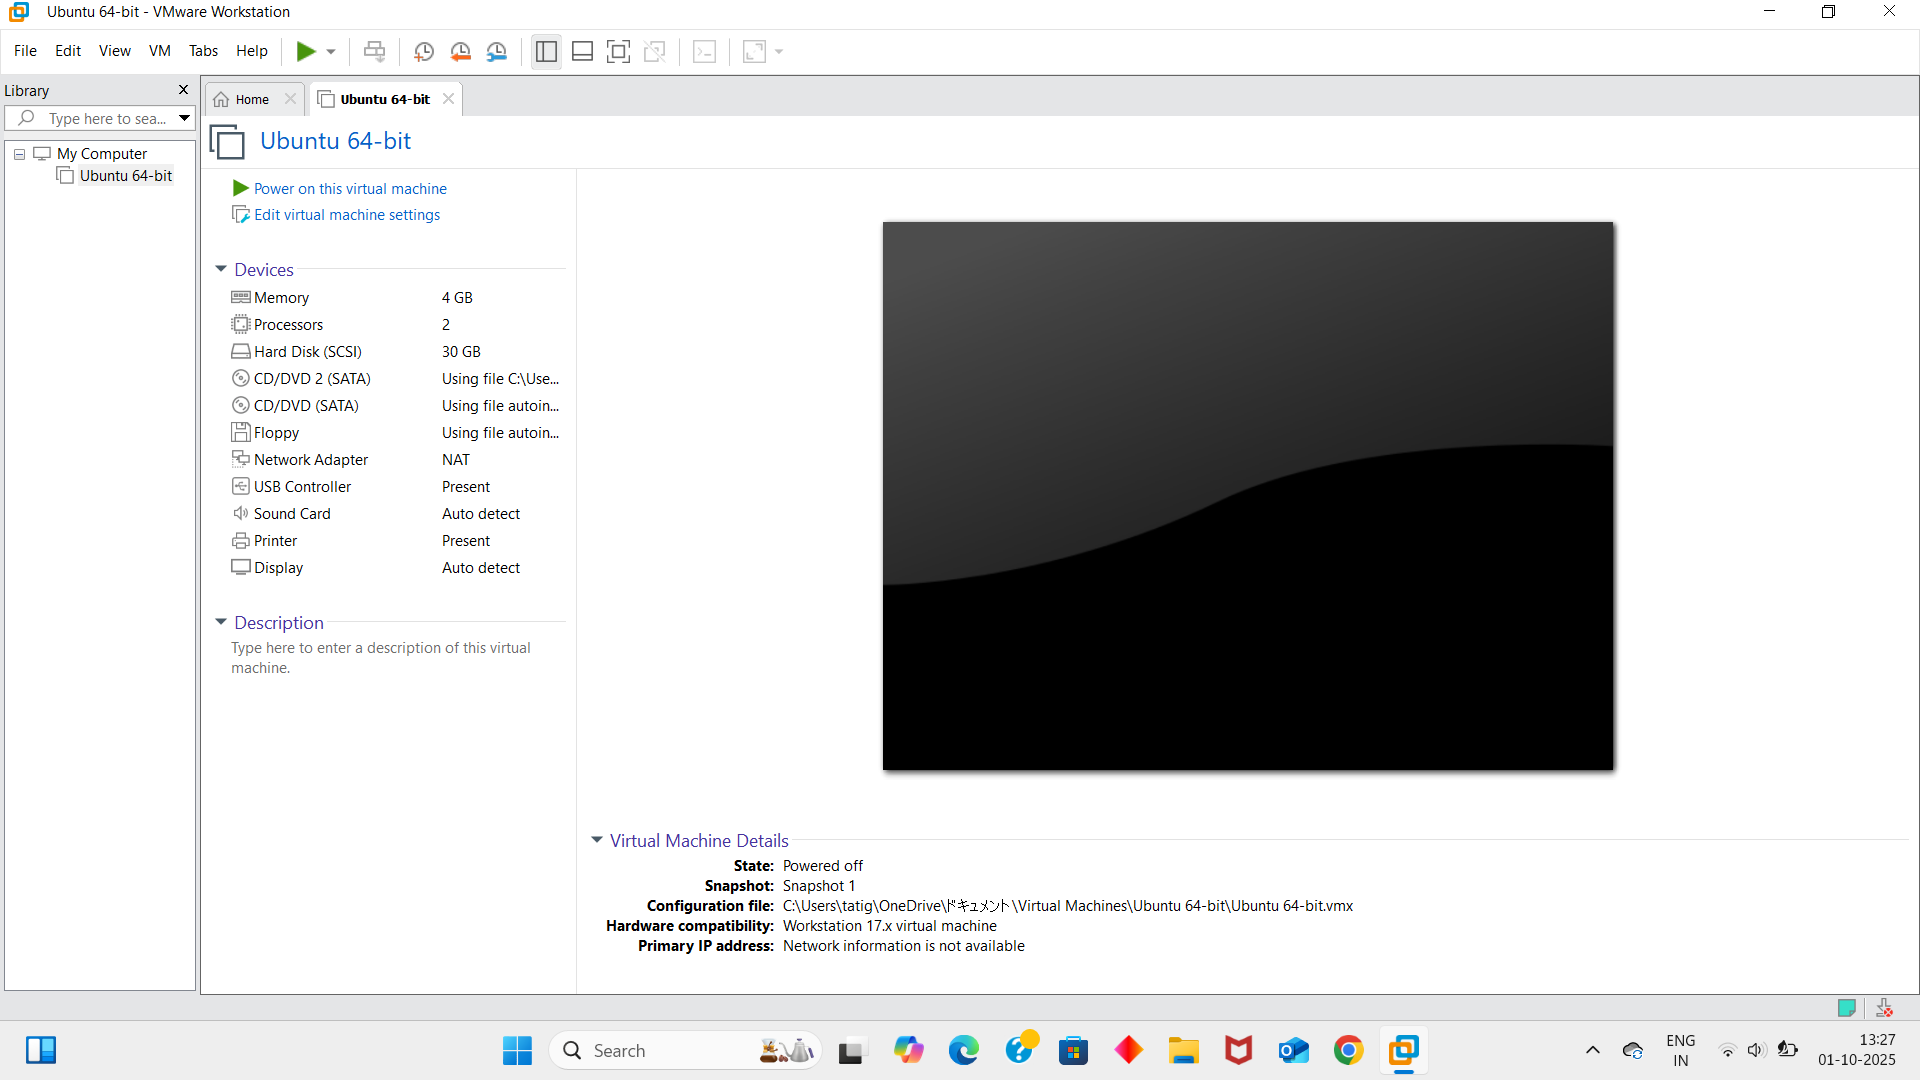 Ubuntu 64-bit - VMware Workstation
File Edit View VM Tabs Help
Library
Type here to sea...
My Computer
Ubuntu 64-bit
Home
Ubuntu 64-bit
Ubuntu 64-bit
Power on this virtual machine
Edit virtual machine settings
Devices
Memory 4 GB
Processors 2
Hard Disk (SCSI) 30 GB
CD/DVD 2 (SATA) Using file C:\Use...
CD/DVD (SATA) Using file autoin...
Floppy Using file autoin...
Network Adapter NAT
USB Controller Present
Sound Card Auto detect
Printer Present
Display Auto detect
Description
Type here to enter a description of this virtual
machine.
Virtual Machine Details
State: Powered off
Snapshot: Snapshot 1
Configuration file: C:\Users\tatig\OneDrive\ドキュメント\Virtual Machines\Ubuntu 64-bit\Ubuntu 64-bit.vmx
Hardware compatibility: Workstation 17.x virtual machine
Primary IP address: Network information is not available
Search
ENG
IN
13:27
01-10-2025